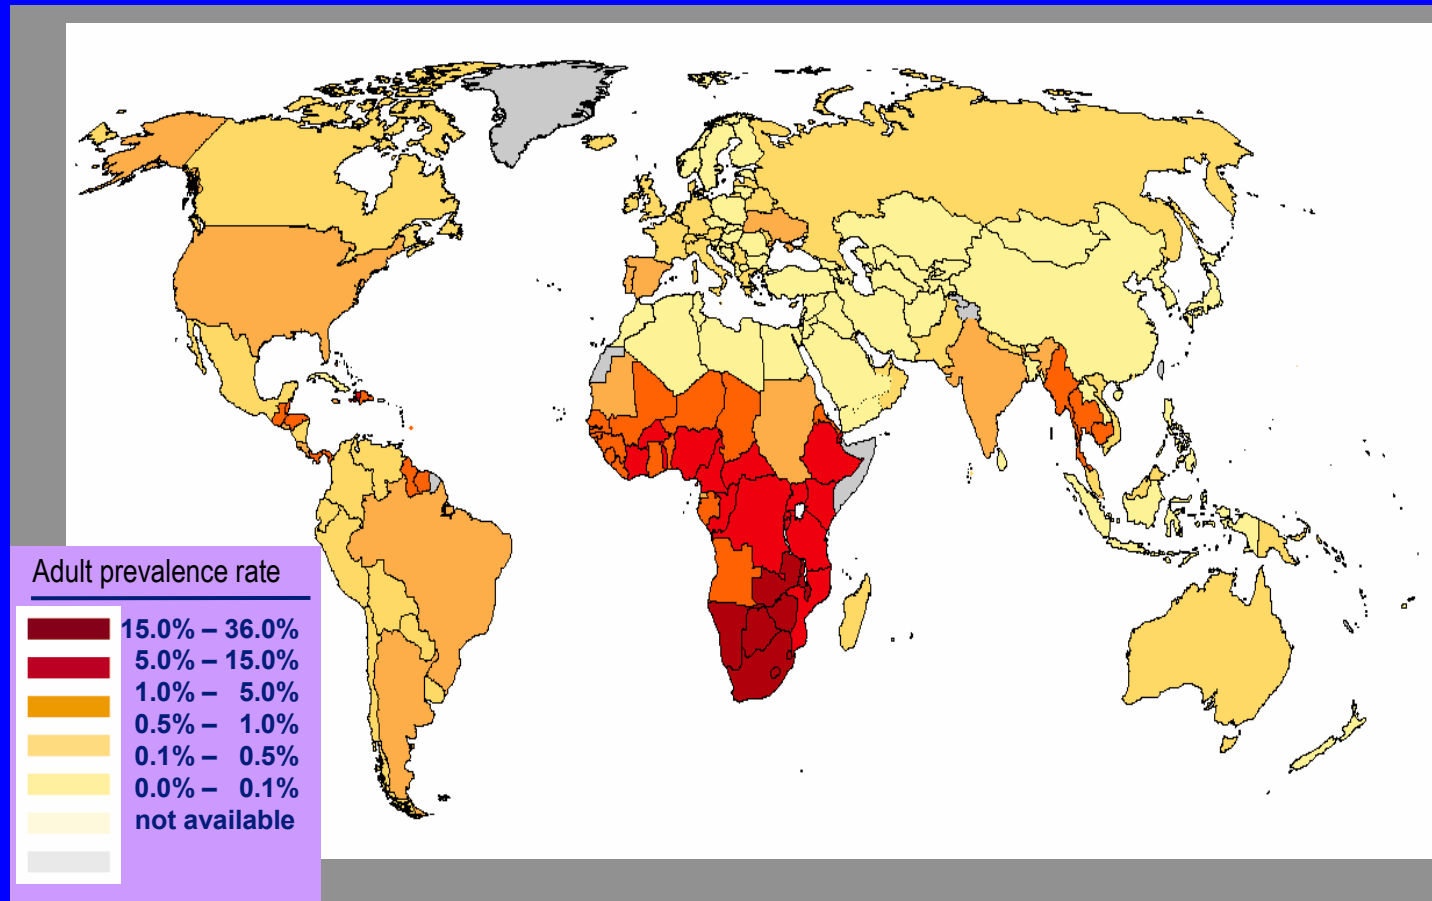 Adult prevalence rate
15.0% – 36.0%
5.0% – 15.0%
1.0% – 5.0%
0.5% – 1.0%
0.1% – 0.5%
0.0% – 0.1%
not available